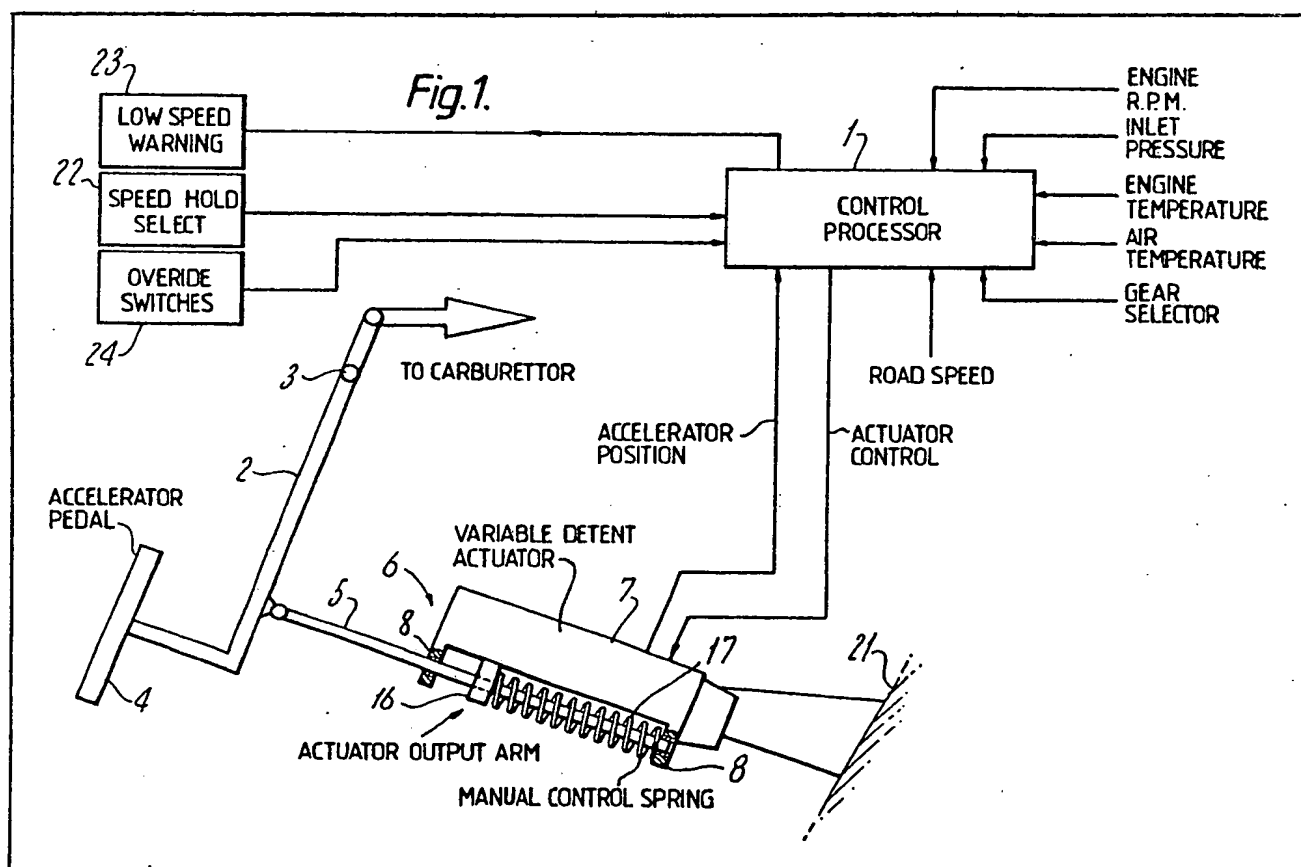 Fig.1.
23
LOW SPEED
WARNING
22
SPEED HOLD
SELECT
OVERIDE
SWITCHES
24
1
CONTROL
PROCESSOR
ENGINE
R.P.M.
INLET
PRESSURE
ENGINE
TEMPERATURE
AIR
TEMPERATURE
GEAR
SELECTOR
ROAD SPEED
3
TO CARBURETTOR
2
ACCELERATOR
POSITION
ACTUATOR
CONTROL
ACCELERATOR
PEDAL
VARIABLE DETENT
ACTUATOR
6
7
5
8
17
21
4
16
ACTUATOR OUTPUT ARM
8
MANUAL CONTROL SPRING